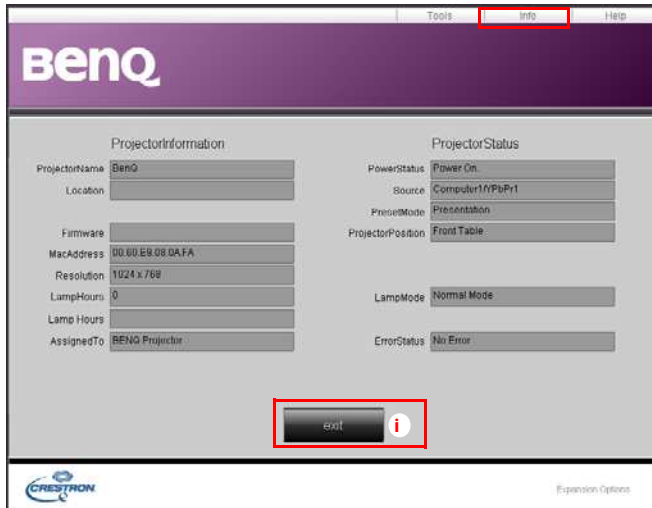 Tools Info Help
BenQ
ProjectorInformation
ProjectorName BenQ
Location
Firmware
MacAddress 00.60.E9.08.0A.FA
Resolution 1024 x 768
LampHours 0
Lamp Hours
AssignedTo BENQ Projector
ProjectorStatus
PowerStatus Power On.
Source Computer1/YPbPr1
PresetMode Presentation
ProjectorPosition Front Table
LampMode Normal Mode
ErrorStatus No Error
exit i
CRESTRON
Expansion Options